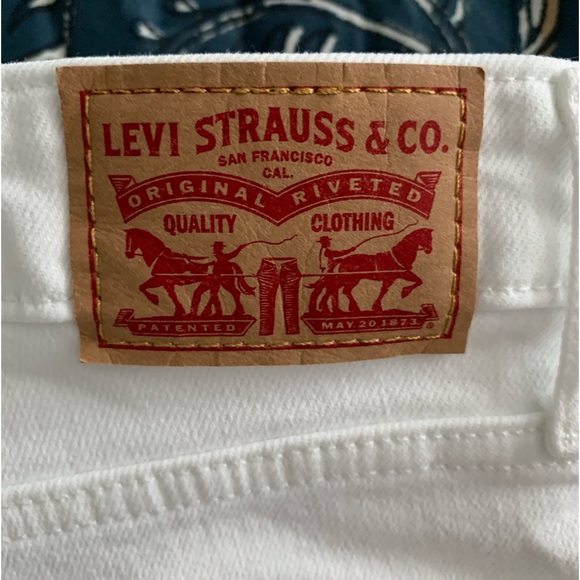 LEVI STRAUSS & CO.
SAN FRANCISCO
CAL.
ORIGINAL RIVETED
QUALITY CLOTHING
PATENTED MAY 20 1873 ®